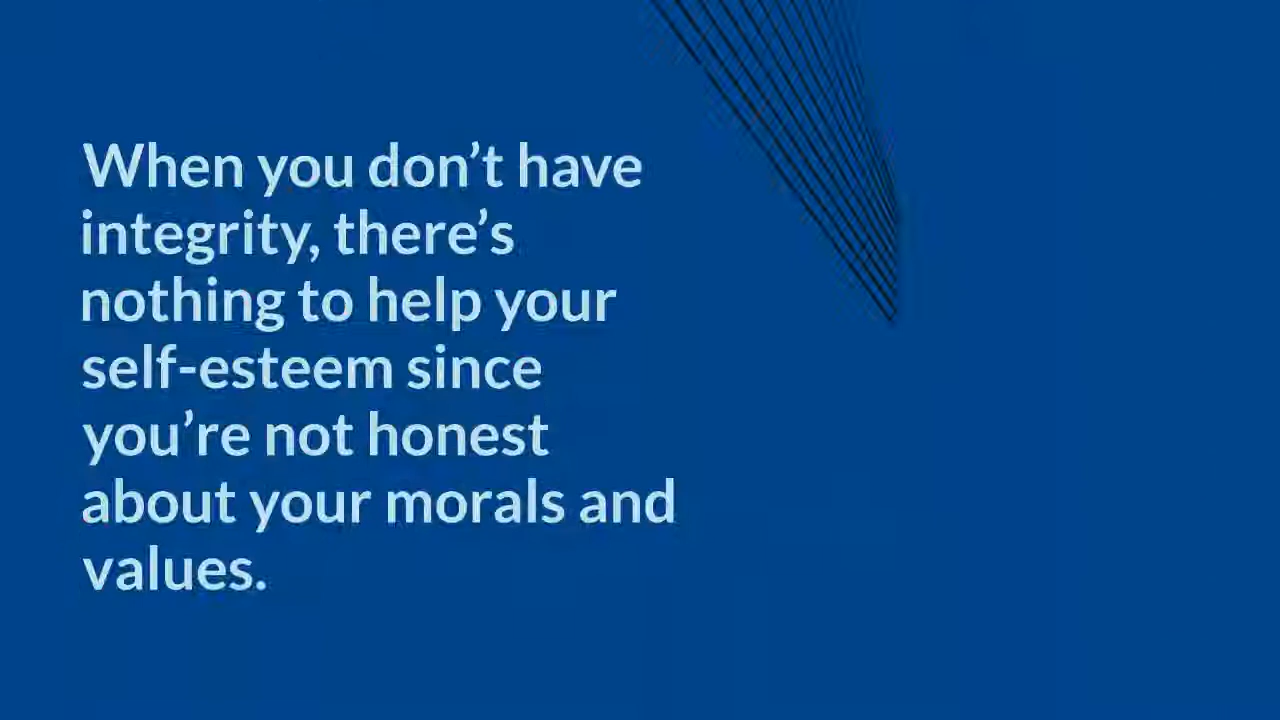 When you don’t have
integrity, there’s
nothing to help your
self-esteem since
you’re not honest
about your morals and
values.